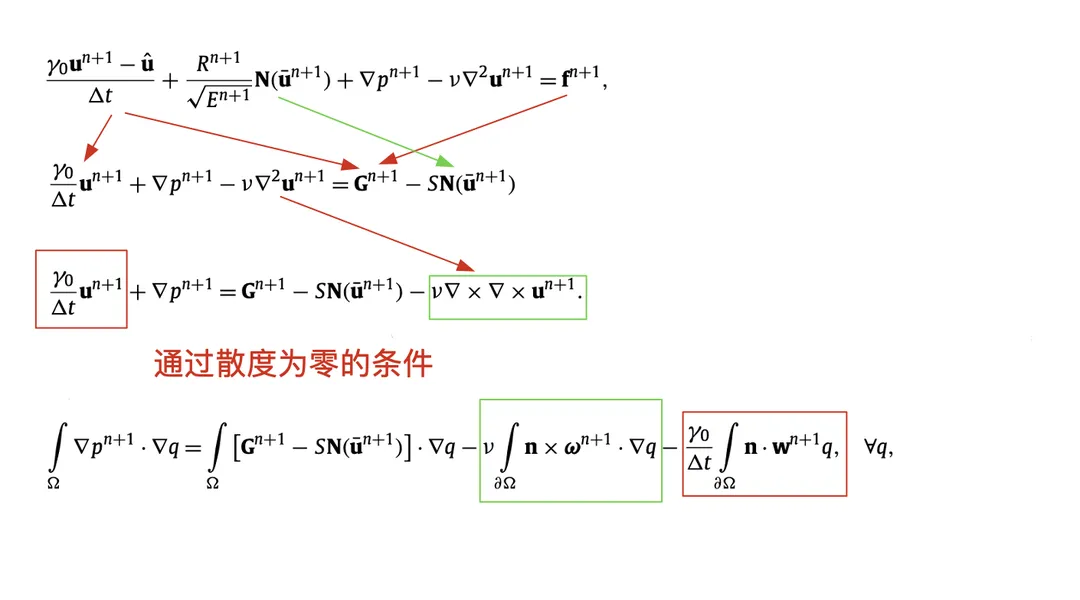 \frac{\gamma_0 \mathbf{u}^{n+1} - \hat{\mathbf{u}}}{\Delta t} + \frac{R^{n+1}}{\sqrt{E^{n+1}}} \mathbf{N}(\bar{\mathbf{u}}^{n+1}) + \nabla p^{n+1} - \nu \nabla^2 \mathbf{u}^{n+1} = \mathbf{f}^{n+1},
\frac{\gamma_0}{\Delta t} \mathbf{u}^{n+1} + \nabla p^{n+1} - \nu \nabla^2 \mathbf{u}^{n+1} = \mathbf{G}^{n+1} - S\mathbf{N}(\bar{\mathbf{u}}^{n+1})
\frac{\gamma_0}{\Delta t} \mathbf{u}^{n+1} + \nabla p^{n+1} = \mathbf{G}^{n+1} - S\mathbf{N}(\bar{\mathbf{u}}^{n+1}) - \nu \nabla \times \nabla \times \mathbf{u}^{n+1}.
通过散度为零的条件
\int_{\Omega} \nabla p^{n+1} \cdot \nabla q = \int_{\Omega} [\mathbf{G}^{n+1} - S\mathbf{N}(\bar{\mathbf{u}}^{n+1})] \cdot \nabla q - \nu \int_{\partial\Omega} \mathbf{n} \times \boldsymbol{\omega}^{n+1} \cdot \nabla q - \frac{\gamma_0}{\Delta t} \int_{\partial\Omega} \mathbf{n} \cdot \mathbf{w}^{n+1} q, \quad \forall q,